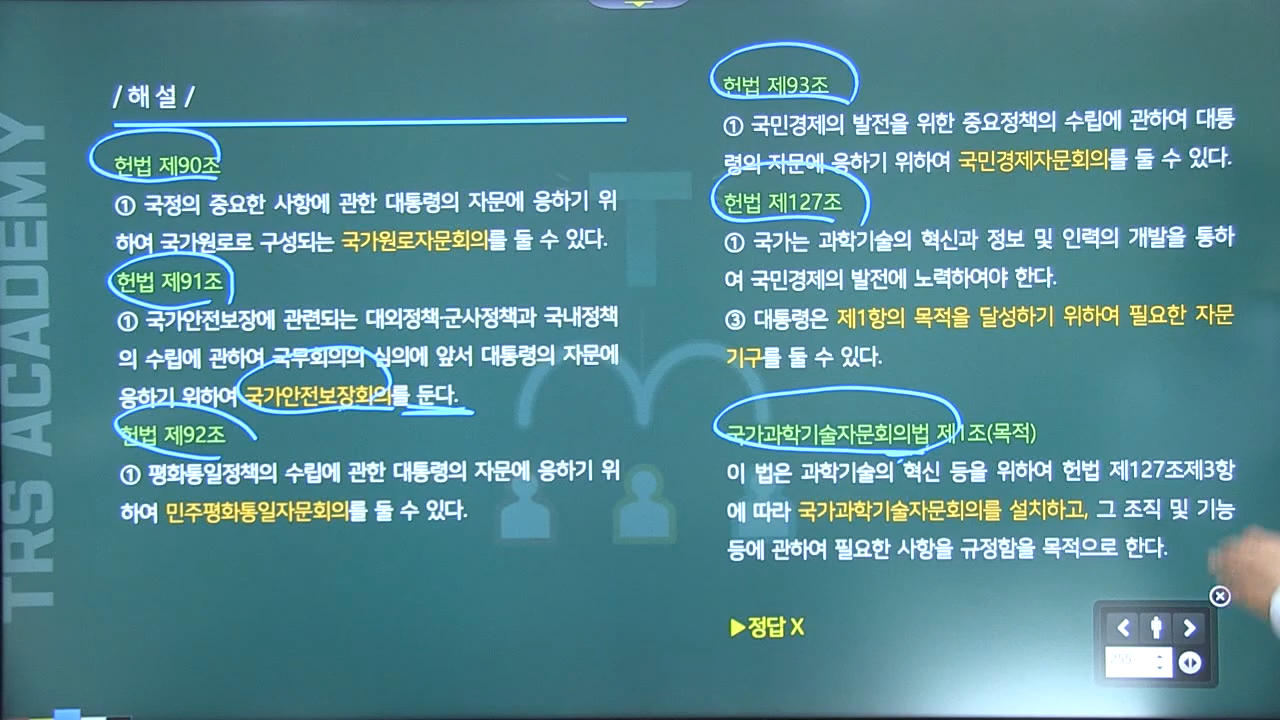 / 해 설 /
헌법 제90조
① 국정의 중요한 사항에 관한 대통령의 자문에 응하기 위
하여 국가원로로 구성되는 국가원로자문회의를 둘 수 있다.
헌법 제91조
① 국가안전보장에 관련되는 대외정책·군사정책과 국내정책
의 수립에 관하여 국무회의의 심의에 앞서 대통령의 자문에
응하기 위하여 국가안전보장회의를 둔다.
헌법 제92조
① 평화통일정책의 수립에 관한 대통령의 자문에 응하기 위
하여 민주평화통일자문회의를 둘 수 있다.
헌법 제93조
① 국민경제의 발전을 위한 중요정책의 수립에 관하여 대통
령의 자문에 응하기 위하여 국민경제자문회의를 둘 수 있다.
헌법 제127조
① 국가는 과학기술의 혁신과 정보 및 인력의 개발을 통하
여 국민경제의 발전에 노력하여야 한다.
③ 대통령은 제1항의 목적을 달성하기 위하여 필요한 자문
기구를 둘 수 있다.
국가과학기술자문회의법 제1조(목적)
이 법은 과학기술의 혁신 등을 위하여 헌법 제127조제3항
에 따라 국가과학기술자문회의를 설치하고, 그 조직 및 기능
등에 관하여 필요한 사항을 규정함을 목적으로 한다.
▶정답 X
TRS ACADEMY